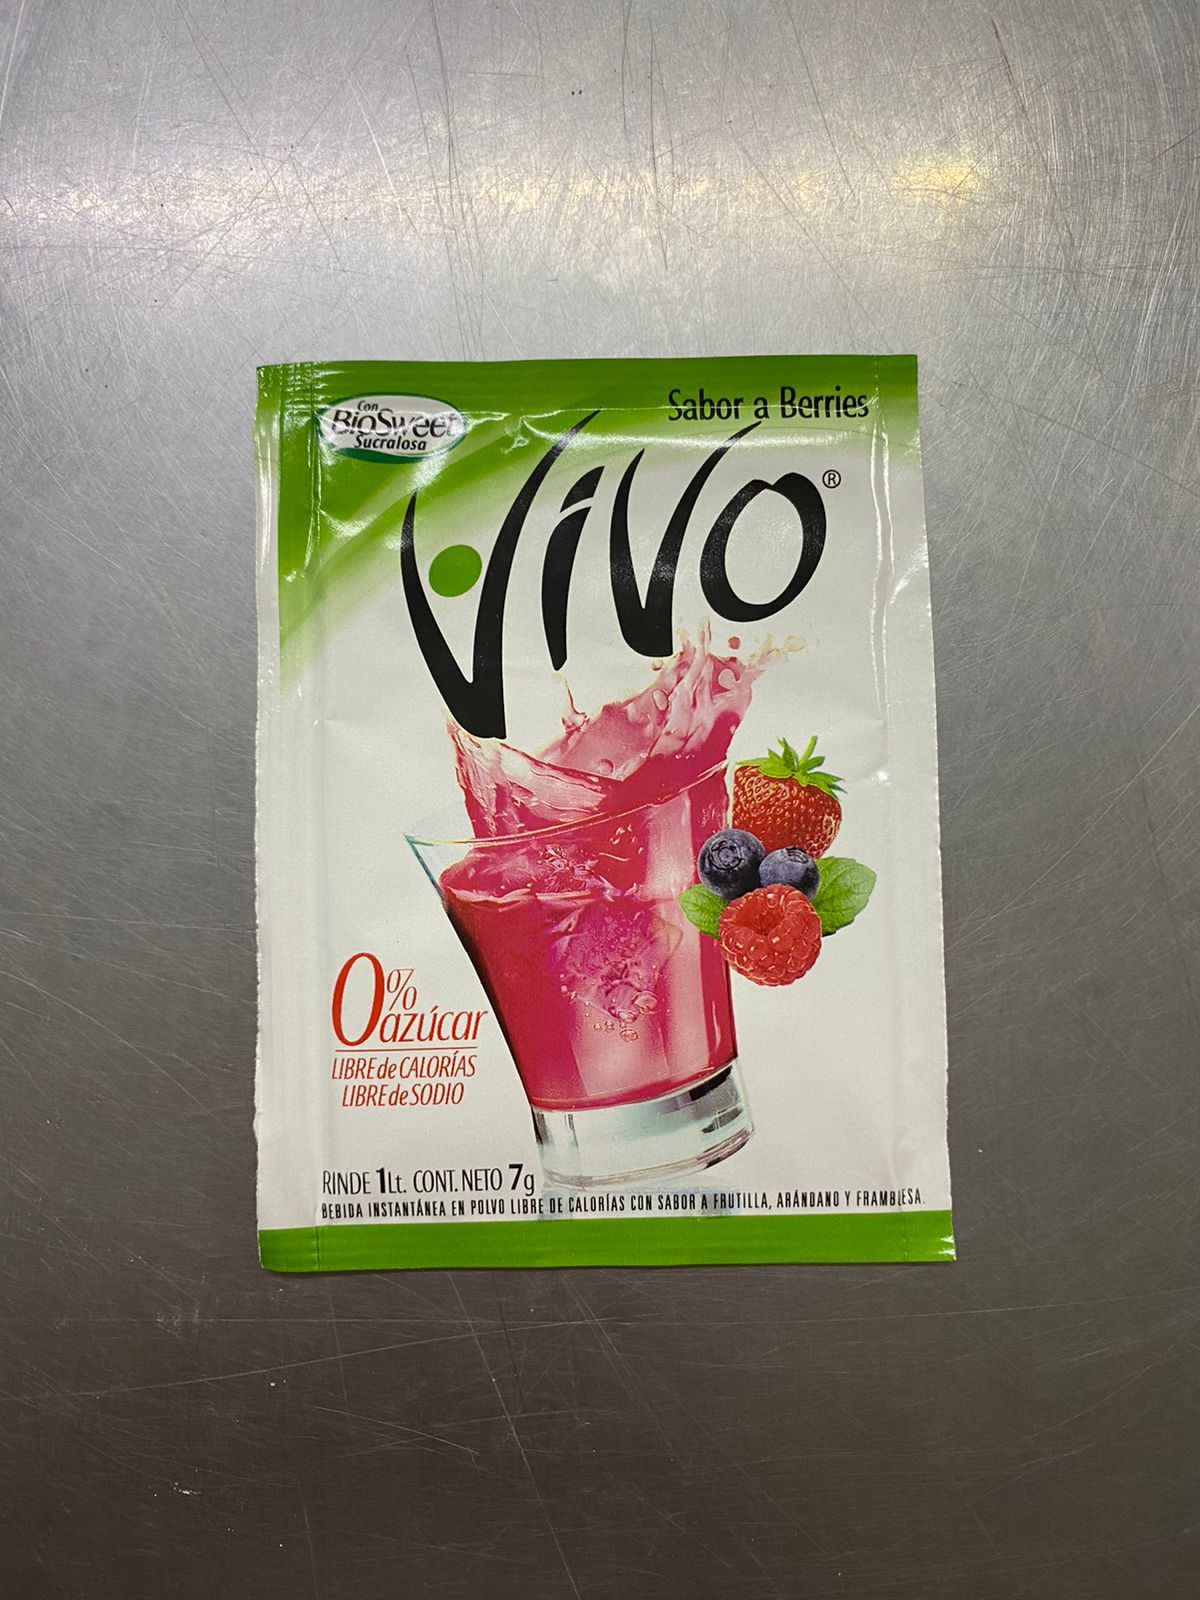 Con
BioSweet
Sucralosa
Sabor a Berries
ViVo®
0%
azúcar
LIBRE de CALORÍAS
LIBRE de SODIO
RINDE 1Lt. CONT. NETO 7g
BEBIDA INSTANTÁNEA EN POLVO LIBRE DE CALORÍAS CON SABOR A FRUTILLA, ARÁNDANO Y FRAMBUESA.